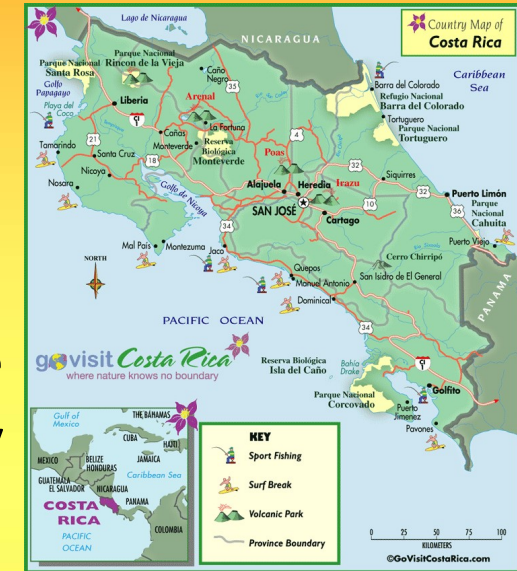 Lago de Nicaragua
NICARAGUA
Country Map of
Costa Rica
Parque Nacional
Santa Rosa
Parque Nacional
Rincon de la Vieja
Golfo
Papagayo
Playa del
Coco
Liberia
Caño
Negro
35
Arenal
La Fortuna
Cañas
Monteverde
Reserva
Biológica
Monteverde
21
Tamarindo
Santa Cruz
Nicoya
18
Nosara
Golfo de Nicoya
4
Poas
Barra del Colorado
Refugio Nacional
Barra del Colorado
Tortuguero
Parque Nacional
Tortuguero
Caribbean
Sea
Siquirres
32
32
Puerto Limón
Parque
Nacional
Cahuita
36
Puerto Viejo
Alajuela
Heredia
Irazu
SAN JOSÉ
10
Cartago
34
Mal Pais
Montezuma
Jaco
Quepos
Manuel Antonio
Cerro Chirripó
San Isidro de El General
Dominical
PANAMA
NORTH
PACIFIC OCEAN
34
govisit Costa Rica
where nature knows no boundary
Reserva Biológica
Isla del Caño
Bahía
Drake
Parque Nacional
Corcovado
Golfito
Puerto
Jimenez
Pavones
Gulf of
Mexico
THE BAHAMAS
CUBA
HAITI
MEXICO
BELIZE
JAMAICA
HONDURAS
GUATEMALA
EL SALVADOR
NICARAGUA
Caribbean Sea
COSTA
RICA
PANAMA
PACIFIC
OCEAN
COLOMBIA
KEY
Sport Fishing
Surf Break
Volcanic Park
Province Boundary
0 25 50 75 100
KILOMETERS
©GoVisitCostaRica.com